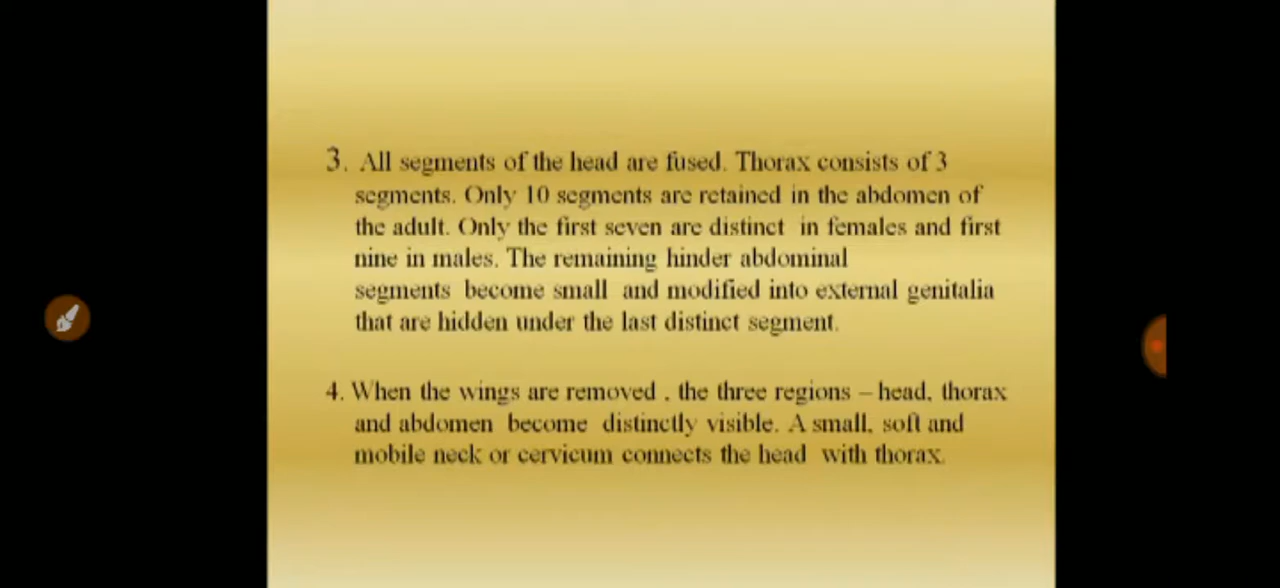 3. All segments of the head are fused. Thorax consists of 3
segments. Only 10 segments are retained in the abdomen of
the adult. Only the first seven are distinct in females and first
nine in males. The remaining hinder abdominal
segments become small and modified into external genitalia
that are hidden under the last distinct segment.
4. When the wings are removed , the three regions – head, thorax
and abdomen become distinctly visible. A small, soft and
mobile neck or cervicum connects the head with thorax.